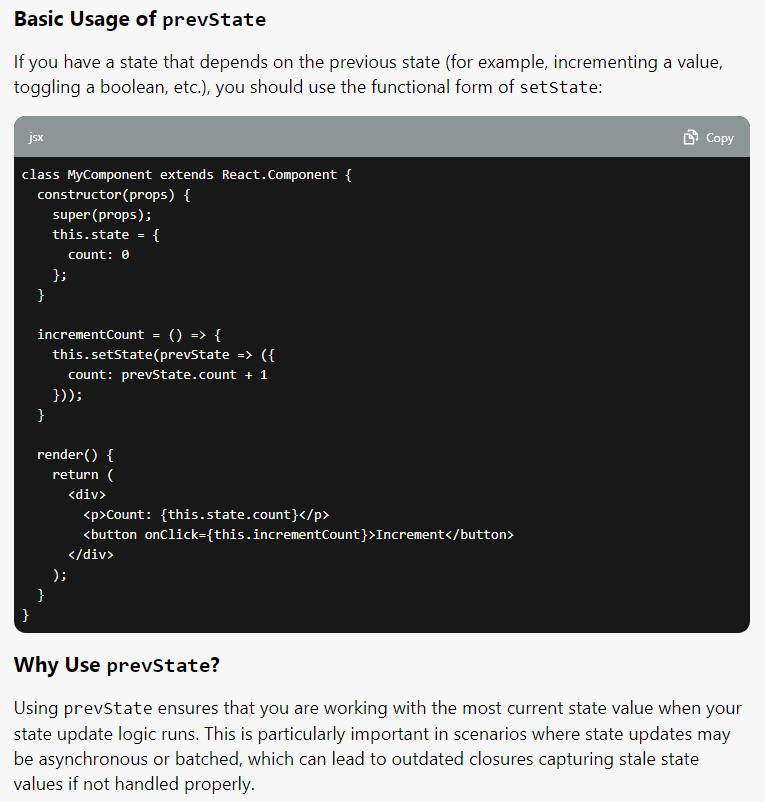 Basic Usage of prevState
If you have a state that depends on the previous state (for example, incrementing a value,
toggling a boolean, etc.), you should use the functional form of setState:
jsx
Copy
class MyComponent extends React.Component {
  constructor(props) {
    super(props);
    this.state = {
      count: 0
    };
  }

  incrementCount = () => {
    this.setState(prevState => ({
      count: prevState.count + 1
    }));
  }

  render() {
    return (
      <div>
        <p>Count: {this.state.count}</p>
        <button onClick={this.incrementCount}>Increment</button>
      </div>
    );
  }
}
Why Use prevState?
Using prevState ensures that you are working with the most current state value when your
state update logic runs. This is particularly important in scenarios where state updates may
be asynchronous or batched, which can lead to outdated closures capturing stale state
values if not handled properly.